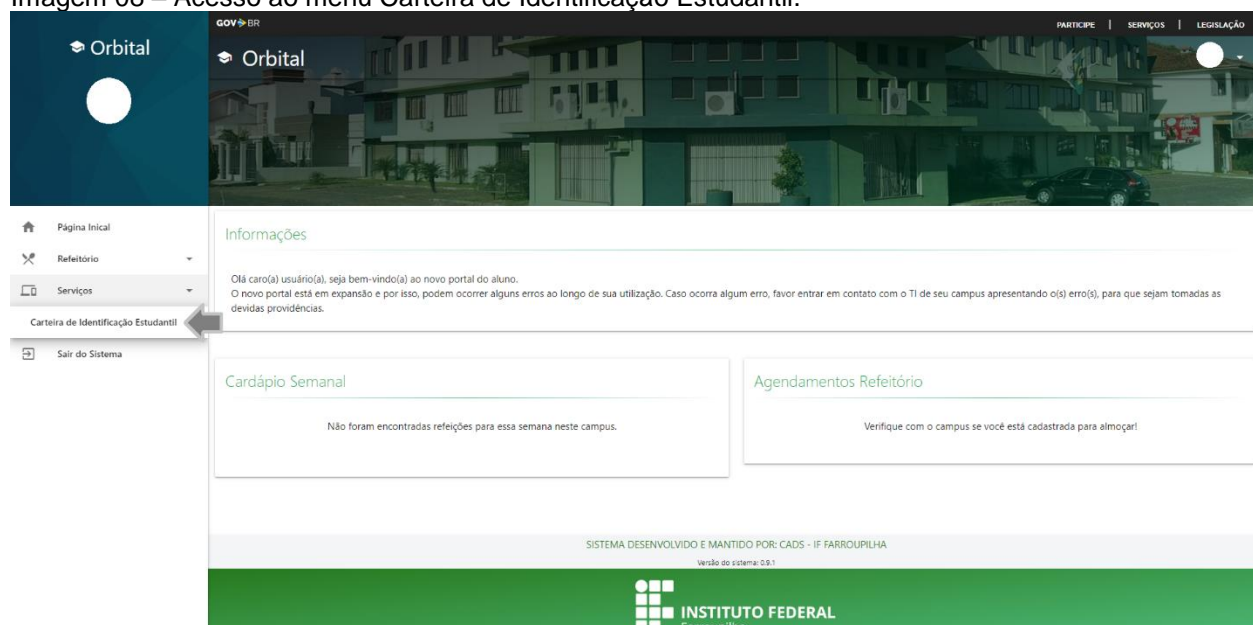 Imagem 08 – Acesso ao menu Carteira de Identificação Estudantil.
GOV BR
PARTICIPE | SERVIÇOS | LEGISLAÇÃO
Orbital
Orbital
Página Inical
Refeitório
Serviços
Carteira de Identificação Estudantil
Sair do Sistema
Informações
Olá caro(a) usuário(a), seja bem-vindo(a) ao novo portal do aluno.
O novo portal está em expansão e por isso, podem ocorrer alguns erros ao longo de sua utilização. Caso ocorra algum erro, favor entrar em contato com o TI de seu campus apresentando o(s) erro(s), para que sejam tomadas as
devidas providências.
Cardápio Semanal
Não foram encontradas refeições para essa semana neste campus.
Agendamentos Refeitório
Verifique com o campus se você está cadastrada para almoçar!
SISTEMA DESENVOLVIDO E MANTIDO POR: CADS - IF FARROUPILHA
Versão do sistema: 0.9.1
INSTITUTO FEDERAL